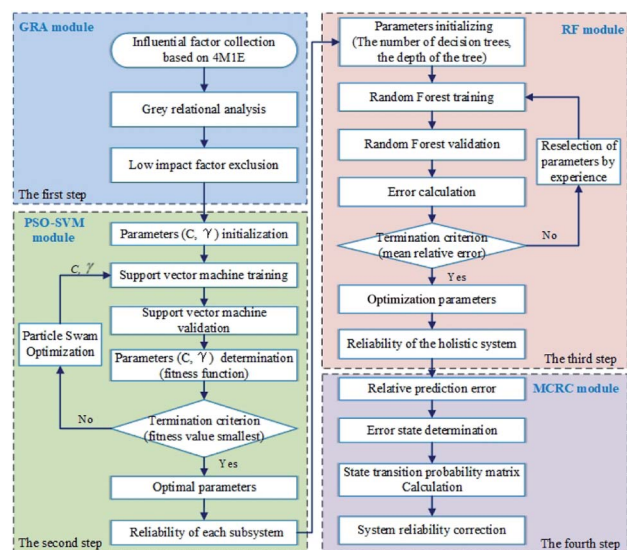 GRA module
Influential factor collection
based on 4M1E
Grey relational analysis
Low impact factor exclusion
The first step
PSO-SVM
module
Parameters (C, γ) initialization
C, γ
Support vector machine training
Support vector machine
validation
Particle Swam
Optimization
Parameters (C, γ) determination
(fitness function)
No
Termination criterion
(fitness value smallest)
Yes
Optimal parameters
Reliability of each subsystem
The second step
Parameters initializing
(The number of decision trees,
the depth of the tree)
RF module
Random Forest training
Random Forest validation
Reselection of
parameters by
experience
Error calculation
Termination criterion
(mean relative error)
No
Yes
Optimization parameters
Reliability of the holistic system
The third step
Relative prediction error
MCRC module
Error state determination
State transition probability matrix
Calculation
System reliability correction
The fourth step